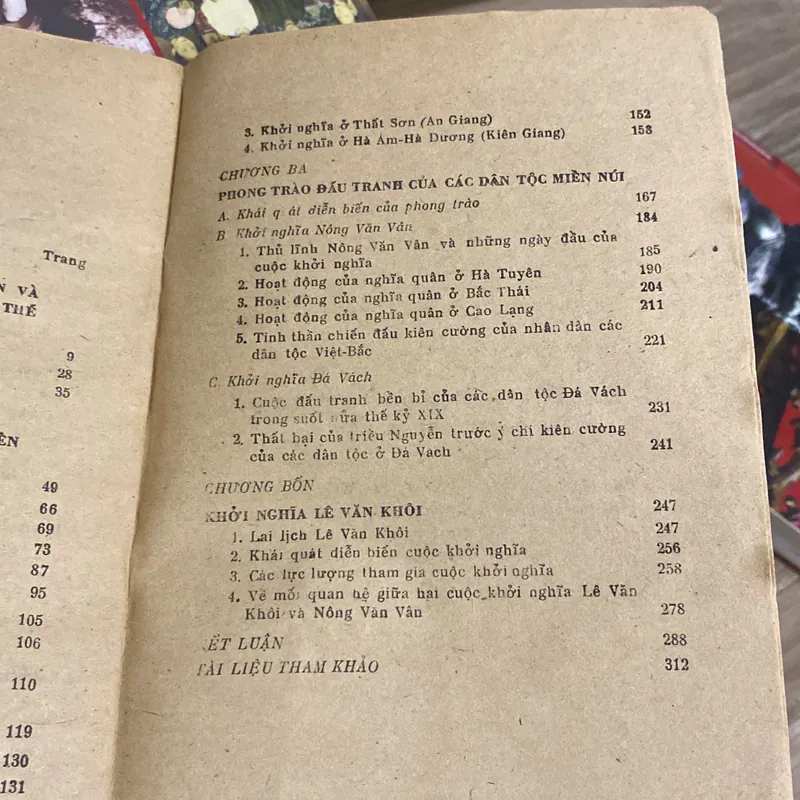 Trang
VÀ
THẾ
9
28
35
ÊN
49
66
69
73
87
95
105
106
110
119
130
131
3. Khởi nghĩa ở Thất Sơn (An Giang) 152
4. Khởi nghĩa ở Hà Âm-Hà Dương (Kiên Giang) 153
CHƯƠNG BA
PHONG TRÀO ĐẤU TRANH CỦA CÁC DÂN TỘC MIỀN NÚI
A. Khái q át diễn biến của phong trào 167
B Khởi nghĩa Nông Văn Vân 184
1. Thủ lĩnh Nông Văn Vân và những ngày đầu của
cuộc khởi nghĩa 185
2. Hoạt động của nghĩa quân ở Hà Tuyên 190
3. Hoạt động của nghĩa quân ở Bắc Thái 204
4. Hoạt động của nghĩa quân ở Cao Lạng 211
5. Tinh thần chiến đấu kiên cường của nhân dân các
dân tộc Việt-Bắc 221
C. Khởi nghĩa Đá Vách
1. Cuộc đấu tranh bền bỉ của các dân tộc Đá Vách
trong suốt nửa thế kỷ XIX 231
2. Thất bại của triều Nguyễn trước ý chí kiên cường
của các dân tộc ở Đá Vách 241
CHƯƠNG BỐN
KHỞI NGHĨA LÊ VĂN KHÔI 247
1. Lai lịch Lê Văn Khôi 247
2. Khái quát diễn biến cuộc khởi nghĩa 256
3. Các lực lượng tham gia cuộc khởi nghĩa 258
4. Về mối quan hệ giữa hai cuộc khởi nghĩa Lê Văn
Khôi và Nông Văn Vân 278
KẾT LUẬN 288
TÀI LIỆU THAM KHẢO 312